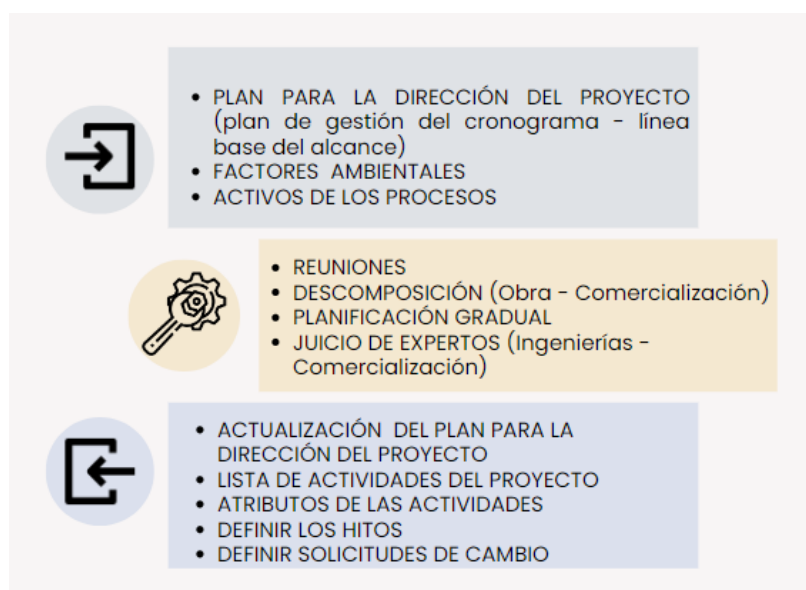 • PLAN PARA LA DIRECCIÓN DEL PROYECTO
(plan de gestión del cronograma - línea
base del alcance)
• FACTORES AMBIENTALES
• ACTIVOS DE LOS PROCESOS
• REUNIONES
• DESCOMPOSICIÓN (Obra - Comercialización)
• PLANIFICACIÓN GRADUAL
• JUICIO DE EXPERTOS (Ingenierías -
Comercialización)
• ACTUALIZACIÓN DEL PLAN PARA LA
DIRECCIÓN DEL PROYECTO
• LISTA DE ACTIVIDADES DEL PROYECTO
• ATRIBUTOS DE LAS ACTIVIDADES
• DEFINIR LOS HITOS
• DEFINIR SOLICITUDES DE CAMBIO